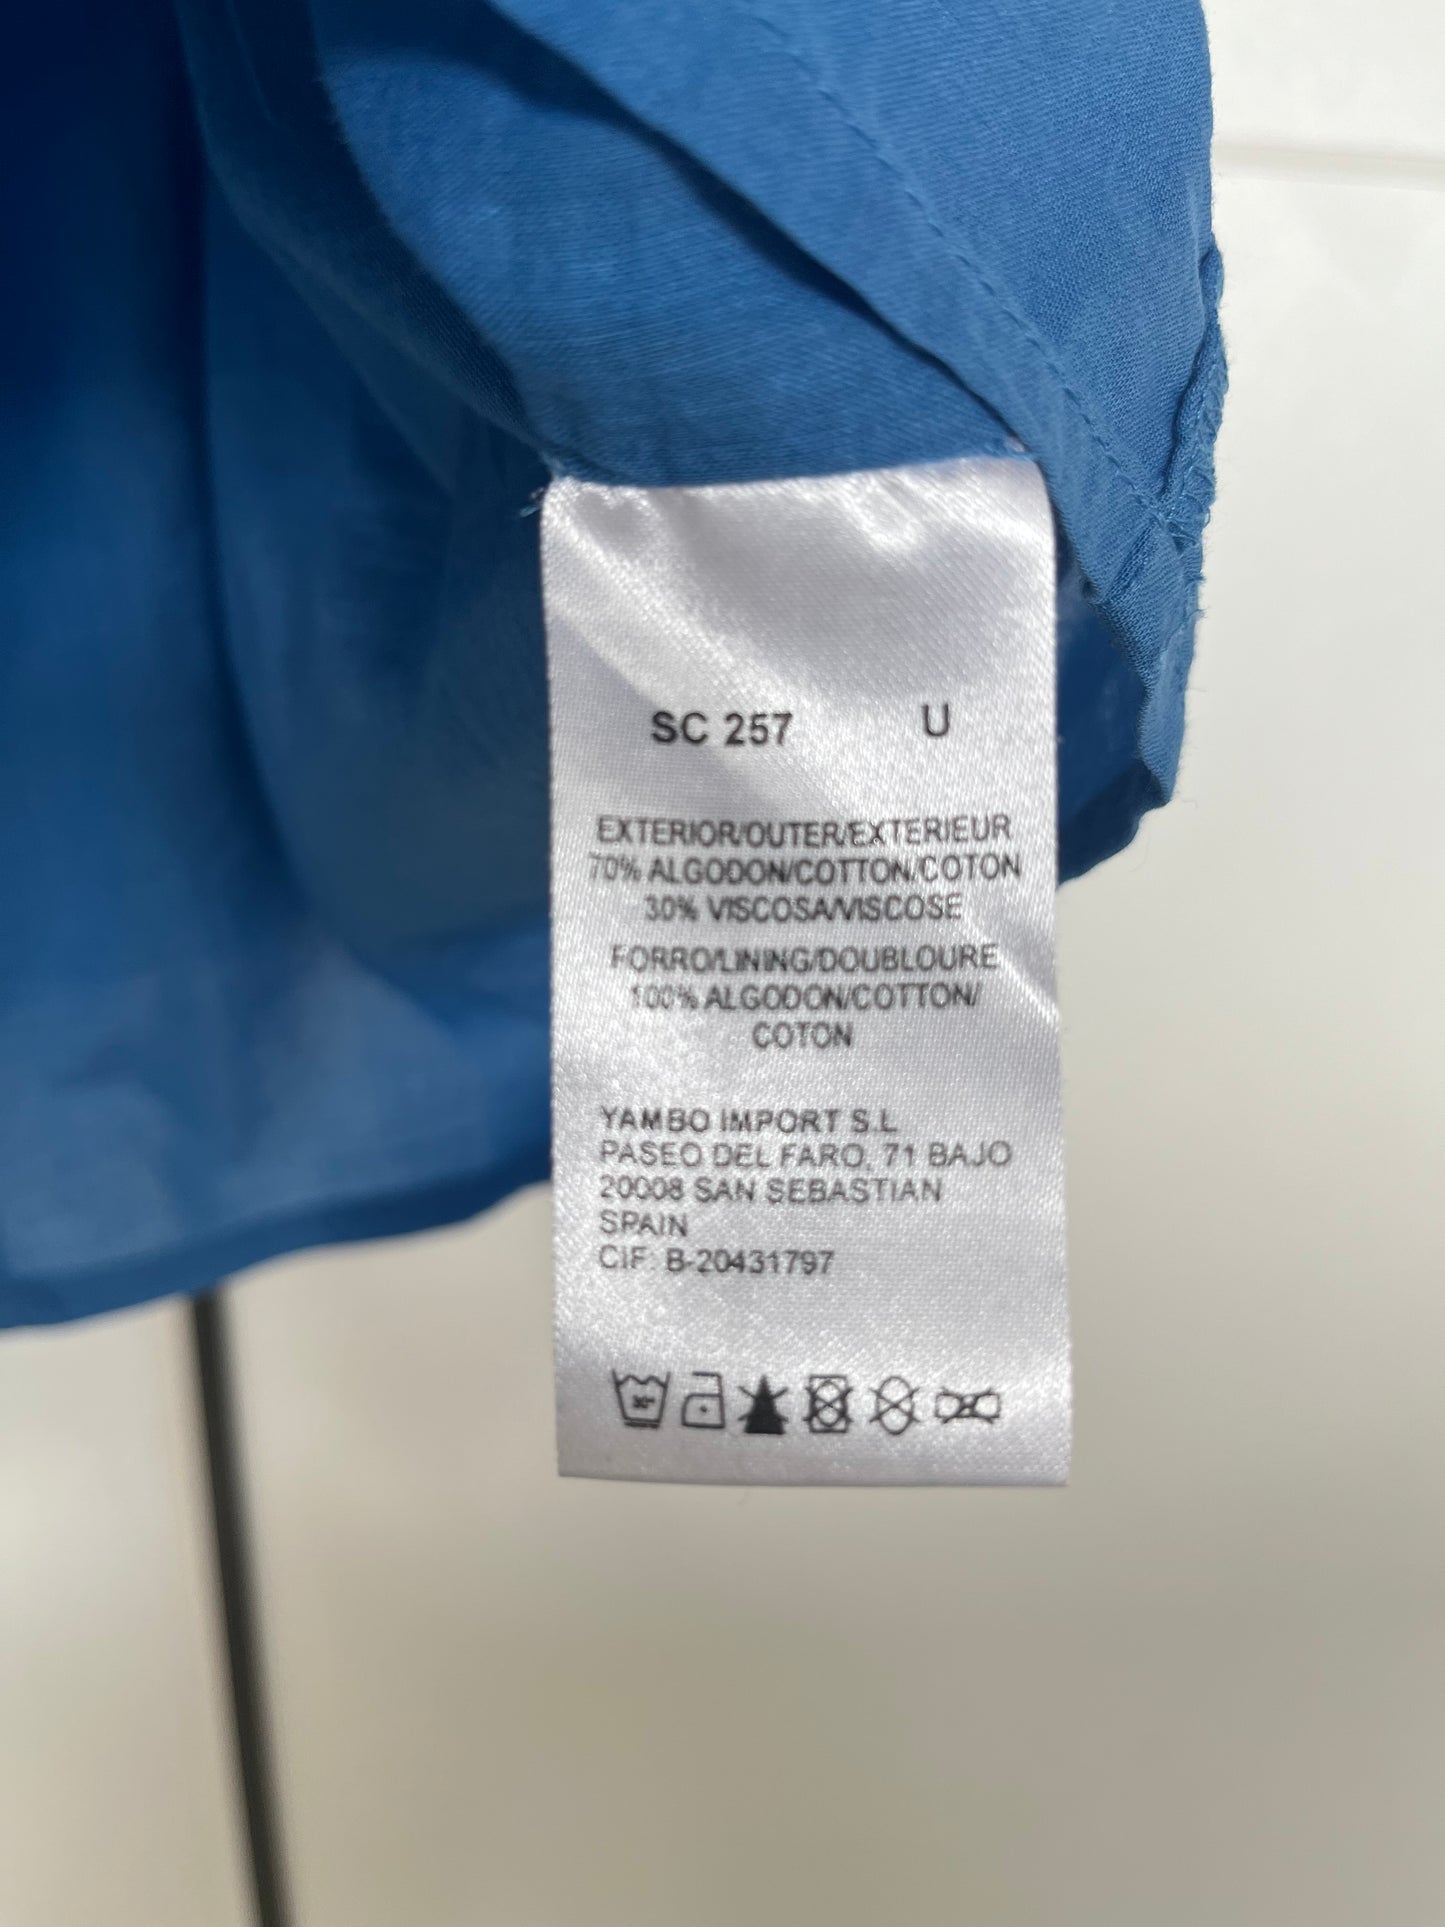 SC 257 U
EXTERIOR/OUTER/EXTERIEUR
70% ALGODON/COTTON/COTON
30% VISCOSA/VISCOSE
FORRO/LINING/DOUBLOURE
100% ALGODON/COTTON/
COTON
YAMBO IMPORT S.L
PASEO DEL FARO, 71 BAJO
20008 SAN SEBASTIAN
SPAIN
CIF: B-20431797
30°